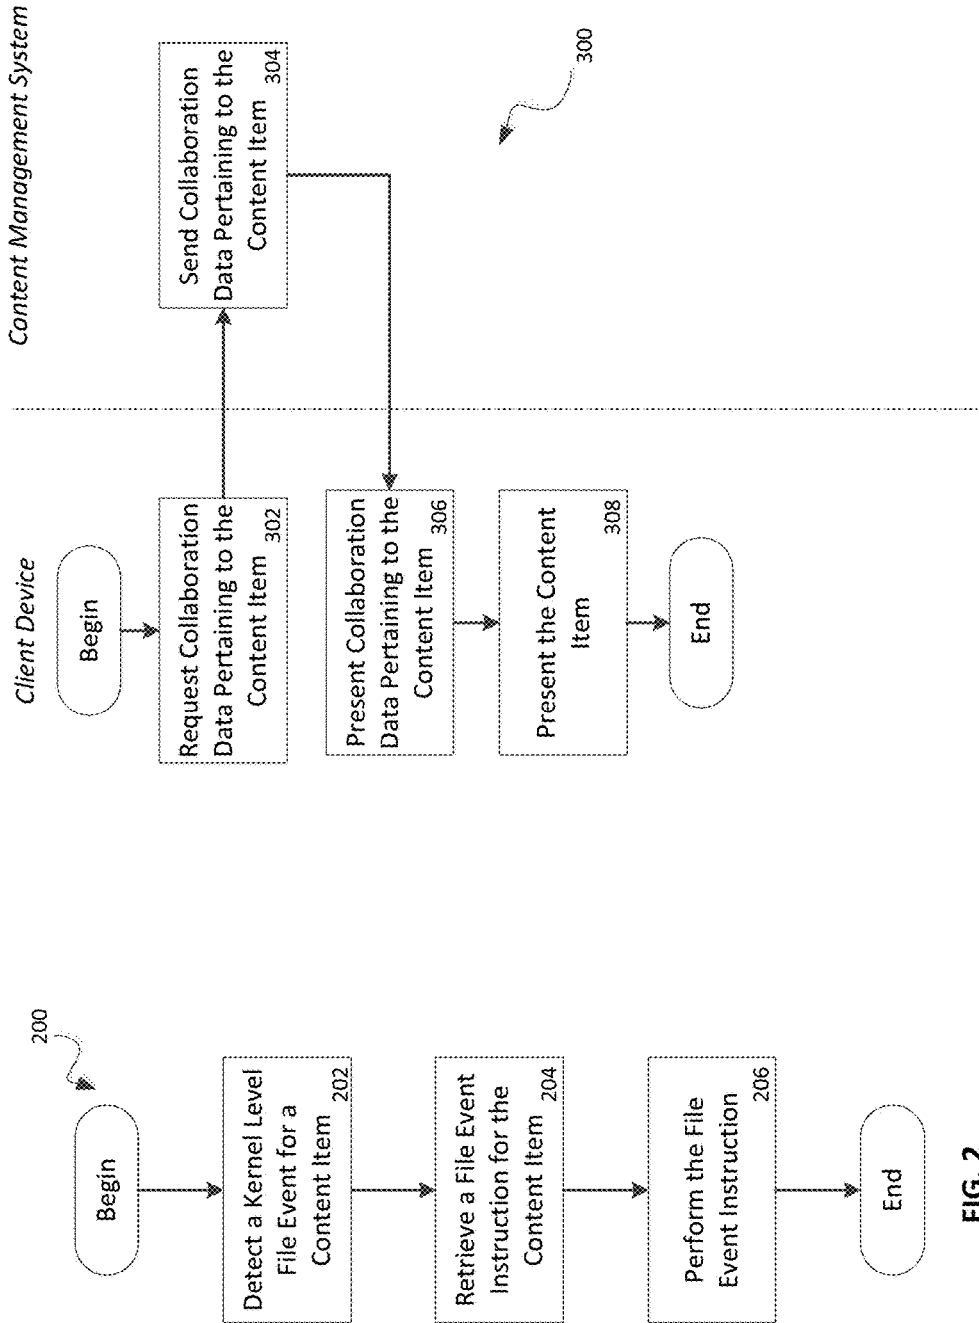 200
Begin
Detect a Kernel Level
File Event for a
Content Item
202
Retrieve a File Event
Instruction for the
Content Item
204
Perform the File
Event Instruction
206
End
FIG. 2
Client Device
Content Management System
Begin
Request Collaboration
Data Pertaining to the
Content Item
302
Send Collaboration
Data Pertaining to the
Content Item
304
Present Collaboration
Data Pertaining to the
Content Item
306
Present the Content
Item
308
End
300